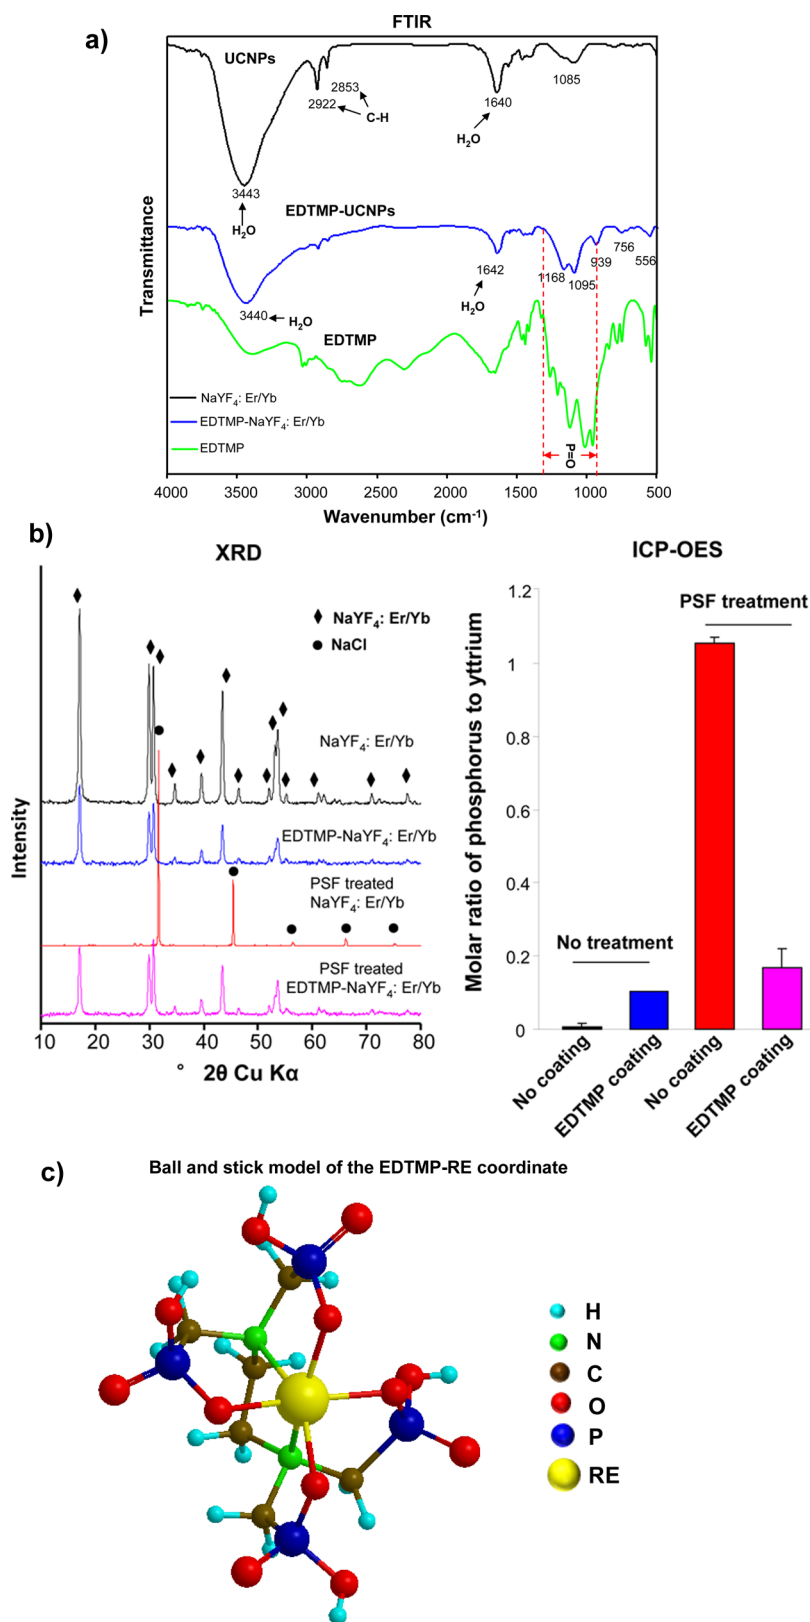 FTIR
a)
UCNPs
2853
2922
C-H
1640
1085
H₂O
3443
H₂O
EDTMP-UCNPs
756
1642
1168
939
556
1095
H₂O
3440
H₂O
EDTMP
Transmittance
NaYF₄: Er/Yb
EDTMP-NaYF₄: Er/Yb
EDTMP
P=O
4000 3500 3000 2500 2000 1500 1000 500
Wavenumber (cm⁻¹)
b)
XRD
NaYF₄: Er/Yb
NaCl
NaYF₄: Er/Yb
EDTMP-NaYF₄: Er/Yb
PSF treated
NaYF₄: Er/Yb
PSF treated
EDTMP-NaYF₄: Er/Yb
Intensity
10 20 30 40 50 60 70 80
° 2θ Cu Kα
ICP-OES
1.2
PSF treatment
1
0.8
0.6
0.4
0.2
0
No treatment
Molar ratio of phosphorus to yttrium
No coating
EDTMP coating
No coating
EDTMP coating
c)
Ball and stick model of the EDTMP-RE coordinate
H
N
C
O
P
RE